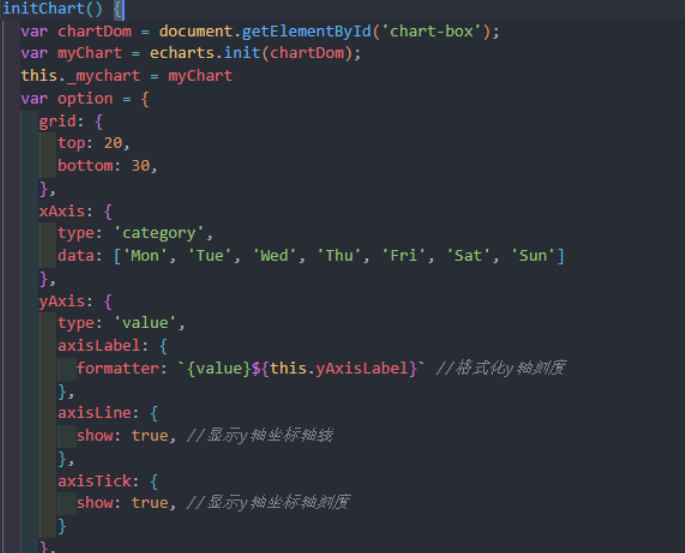 initChart() {
var chartDom = document.getElementById('chart-box');
var myChart = echarts.init(chartDom);
this._mychart = myChart
var option = {
grid: {
top: 20,
bottom: 30,
},
xAxis: {
type: 'category',
data: ['Mon', 'Tue', 'Wed', 'Thu', 'Fri', 'Sat', 'Sun']
},
yAxis: {
type: 'value',
axisLabel: {
formatter: `{value}${this.yAxisLabel}` //格式化y轴刻度
},
axisLine: {
show: true, //显示y轴坐标轴线
},
axisTick: {
show: true, //显示y轴坐标轴刻度
}
},